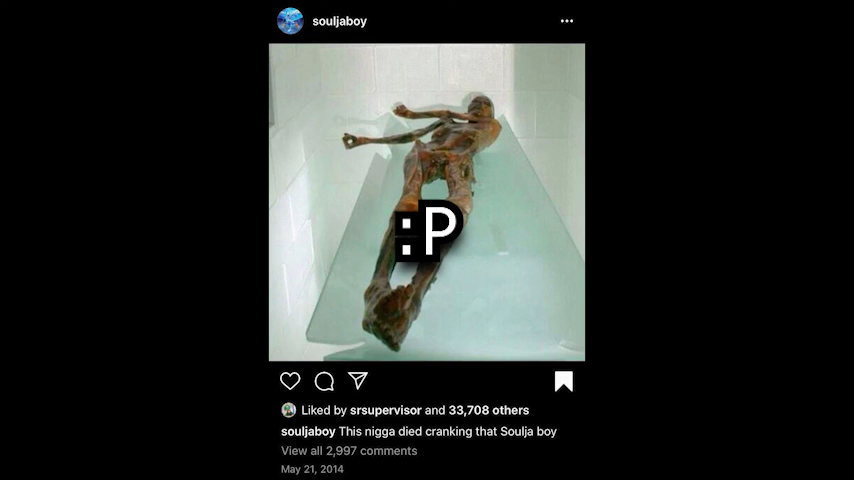 souljaboy
:P
Liked by srsupervisor and 33,708 others
souljaboy This nigga died cranking that Soulja boy
View all 2,997 comments
May 21, 2014